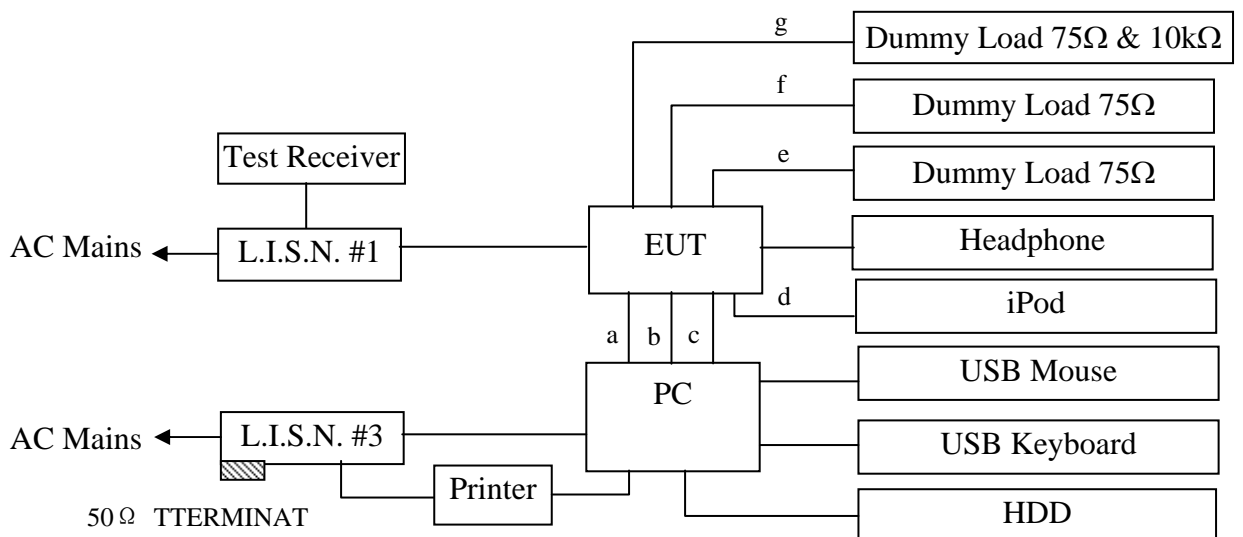 g
Dummy Load 75Ω & 10kΩ
f
Dummy Load 75Ω
Test Receiver
e
Dummy Load 75Ω
AC Mains
L.I.S.N. #1
EUT
Headphone
d
iPod
a
b
c
PC
USB Mouse
AC Mains
L.I.S.N. #3
USB Keyboard
Printer
HDD
50Ω TTERMINAT